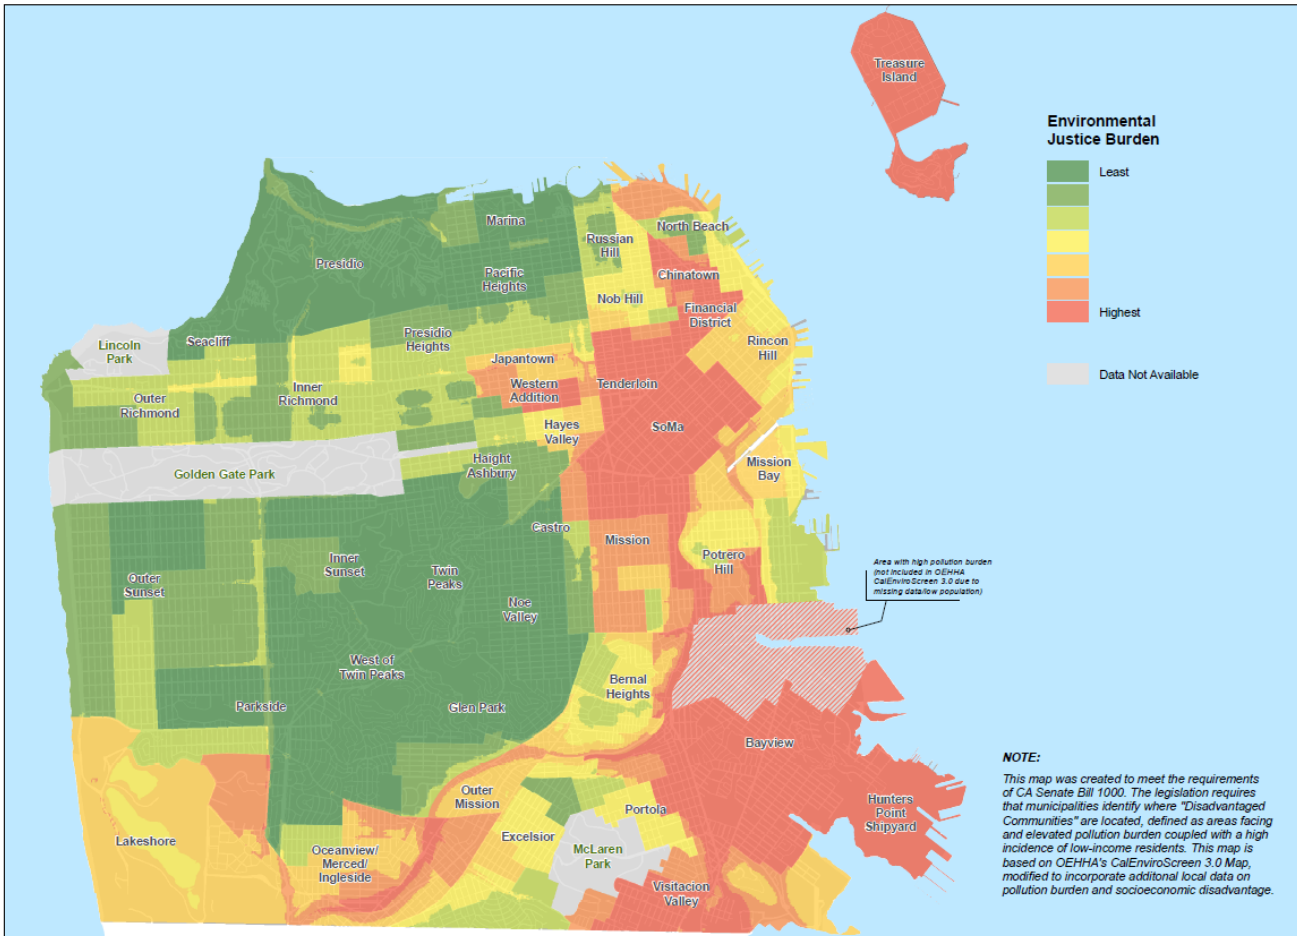 Treasure
Island
Environmental
Justice Burden
Least
Highest
Data Not Available
Marina
North Beach
Russian
Hill
Presidio
Pacific
Heights
Chinatown
Nob Hill
Financial
District
Lincoln
Park
Seacliff
Presidio
Heights
Rincon
Hill
Japantown
Outer
Richmond
Inner
Richmond
Western
Addition
Tenderloin
Hayes
Valley
SoMa
Golden Gate Park
Haight
Ashbury
Mission
Bay
Castro
Mission
Potrero
Hill
Outer
Sunset
Inner
Sunset
Twin
Peaks
Noe
Valley
Area with high pollution burden
(not included in OEHHA
CalEnviroScreen 3.0 due to
missing data/low population)
West of
Twin Peaks
Bernal
Heights
Parkside
Glen Park
Bayview
Outer
Mission
Portola
Hunters
Point
Shipyard
Lakeshore
Excelsior
Oceanview/
Merced/
Ingleside
McLaren
Park
Visitacion
Valley
NOTE:
This map was created to meet the requirements
of CA Senate Bill 1000. The legislation requires
that municipalities identify where "Disadvantaged
Communities" are located, defined as areas facing
and elevated pollution burden coupled with a high
incidence of low-income residents. This map is
based on OEHHA's CalEnviroScreen 3.0 Map,
modified to incorporate additonal local data on
pollution burden and socioeconomic disadvantage.